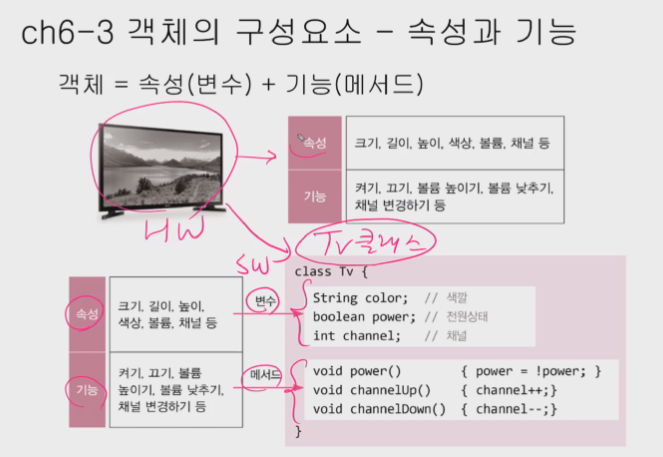 ch6-3 객체의 구성요소 – 속성과 기능
객체 = 속성(변수) + 기능(메서드)
속성
크기, 길이, 높이, 색상, 볼륨, 채널 등
기능
켜기, 끄기, 볼륨 높이기, 볼륨 낮추기,
채널 변경하기 등
HW
SW
TV클래스
속성
크기, 길이, 높이,
색상, 볼륨, 채널 등
기능
켜기, 끄기, 볼륨
높이기, 볼륨 낮추기,
채널 변경하기 등
변수
메서드
class Tv {
String color; // 색깔
boolean power; // 전원상태
int channel; // 채널
void power() { power = !power; }
void channelUp() { channel++;}
void channelDown() { channel--;}
}